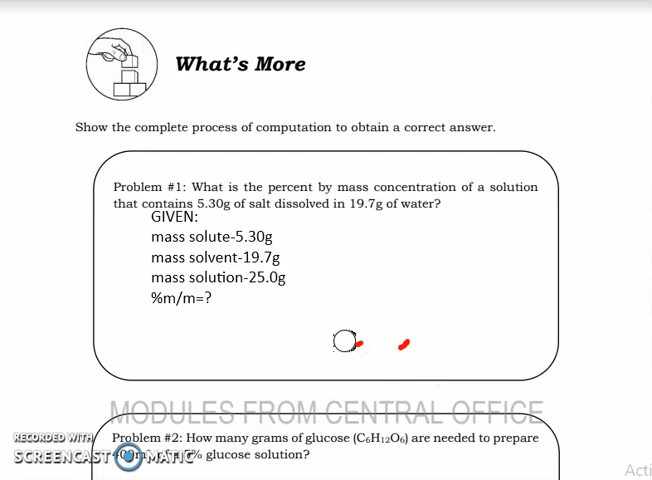 What's More
Show the complete process of computation to obtain a correct answer.
Problem #1: What is the percent by mass concentration of a solution
that contains 5.30g of salt dissolved in 19.7g of water?
GIVEN:
mass solute-5.30g
mass solvent-19.7g
mass solution-25.0g
%m/m=?
MODULES FROM CENTRAL OFFICE
Problem #2: How many grams of glucose (C₆H₁₂O₆) are needed to prepare
% glucose solution?
RECORDED WITH
SCREENCAST MATIC
Acti